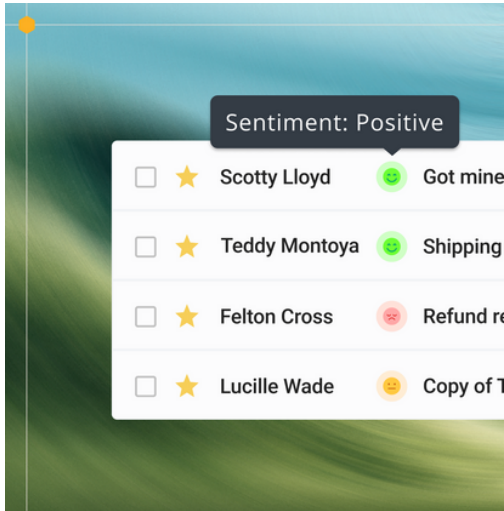 Sentiment: Positive
Scotty Lloyd Got mine
Teddy Montoya Shipping
Felton Cross Refund re
Lucille Wade Copy of T